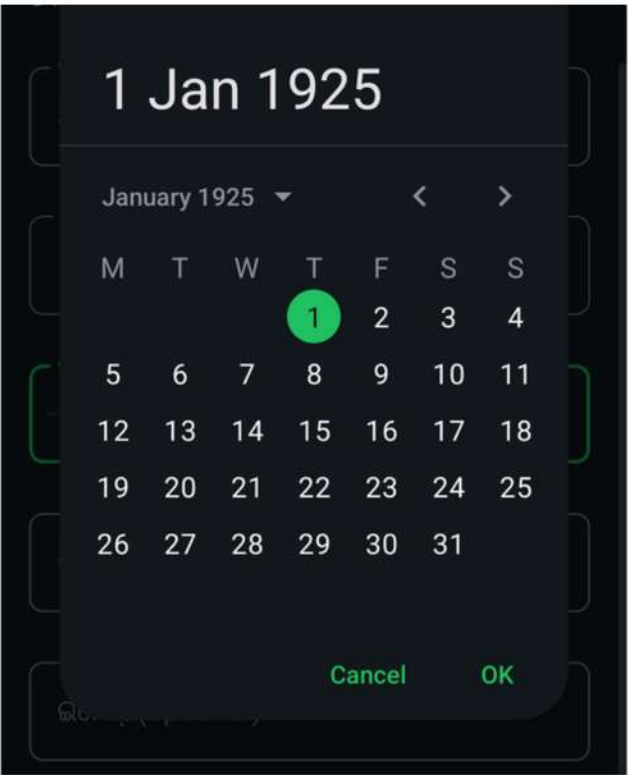 1 Jan 1925
January 1925
M T W T F S S
1 2 3 4
5 6 7 8 9 10 11
12 13 14 15 16 17 18
19 20 21 22 23 24 25
26 27 28 29 30 31
Cancel OK